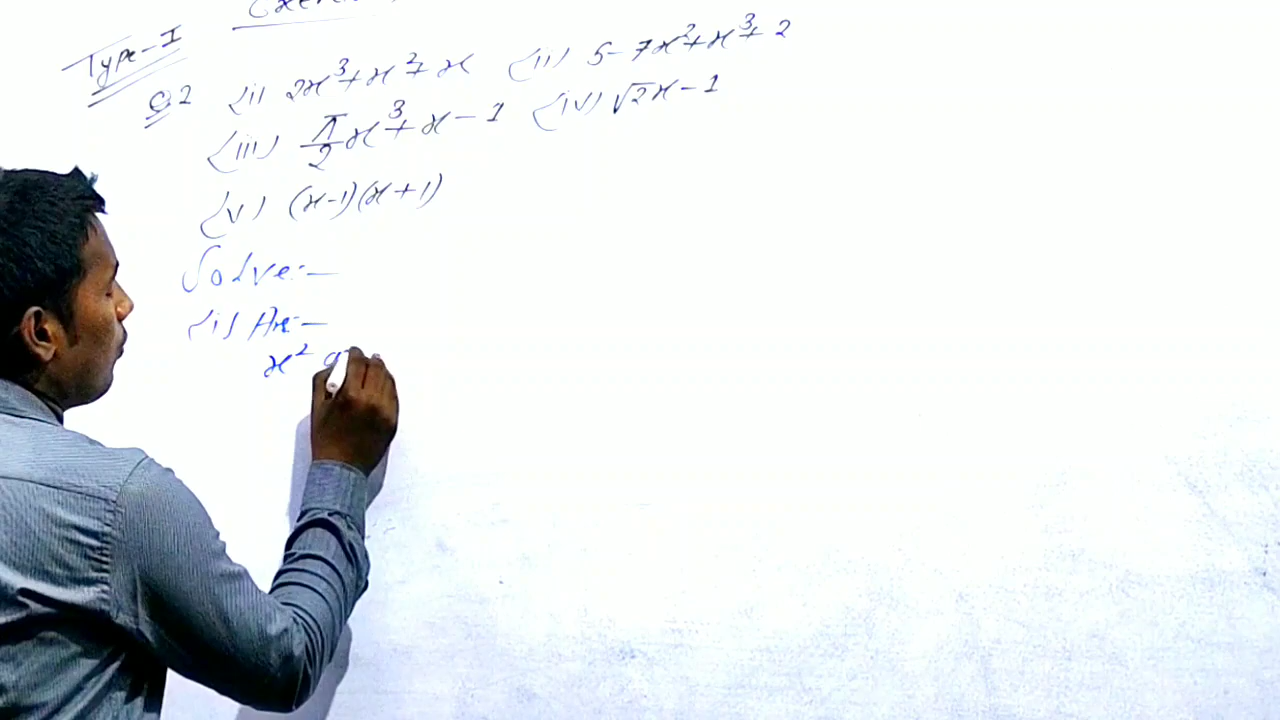 Type-I
Q2 (i) 2x³+x²+x (ii) 5-7x²+x³+2
(iii) π/2 x³+x-1 (iv) √2x-1
(v) (x-1)(x+1)
Solve:-
(i) Ans:-
x²